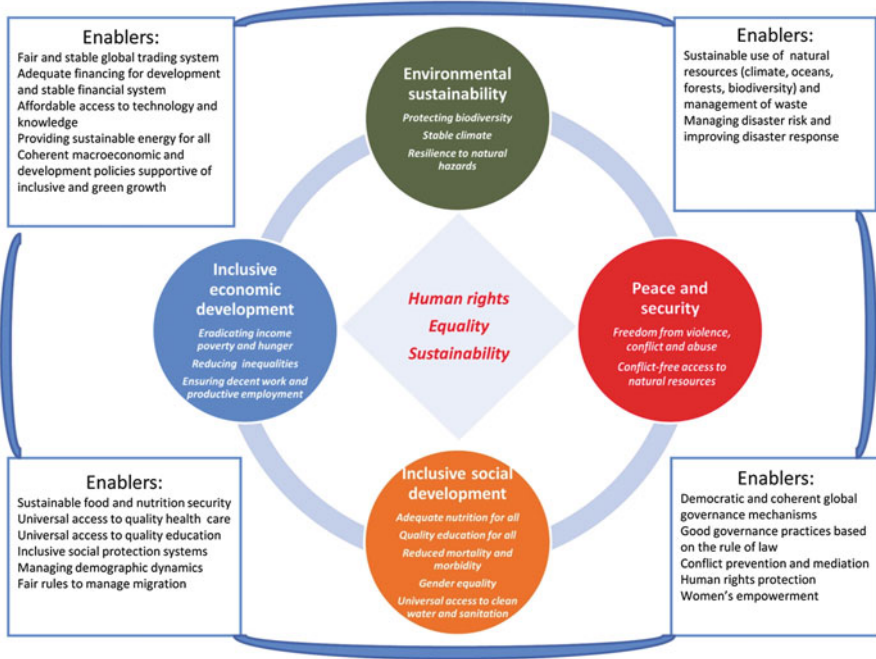 Enablers:
Fair and stable global trading system
Adequate financing for development
and stable financial system
Affordable access to technology and
knowledge
Providing sustainable energy for all
Coherent macroeconomic and
development policies supportive of
inclusive and green growth
Environmental
sustainability
Protecting biodiversity
Stable climate
Resilience to natural
hazards
Enablers:
Sustainable use of natural
resources (climate, oceans,
forests, biodiversity) and
management of waste
Managing disaster risk and
improving disaster response
Inclusive
economic
development
Eradicating income
poverty and hunger
Reducing inequalities
Ensuring decent work and
productive employment
Human rights
Equality
Sustainability
Peace and
security
Freedom from violence,
conflict and abuse
Conflict-free access to
natural resources
Enablers:
Sustainable food and nutrition security
Universal access to quality health care
Universal access to quality education
Inclusive social protection systems
Managing demographic dynamics
Fair rules to manage migration
Inclusive social
development
Adequate nutrition for all
Quality education for all
Reduced mortality and
morbidity
Gender equality
Universal access to clean
water and sanitation
Enablers:
Democratic and coherent global
governance mechanisms
Good governance practices based
on the rule of law
Conflict prevention and mediation
Human rights protection
Women's empowerment